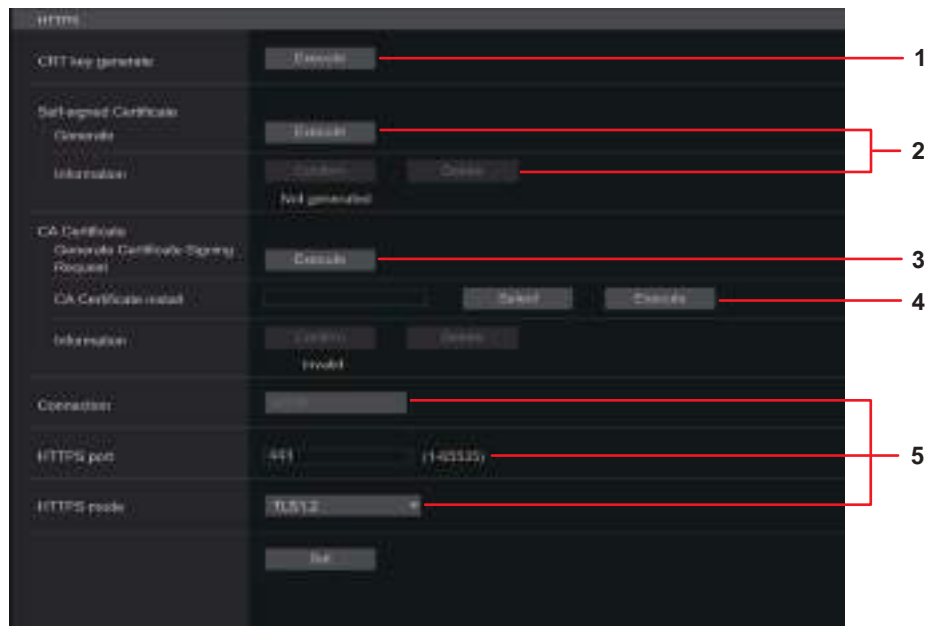 HTTPS
CRT key generate Execute 1
Self-signed Certificate
Generate Execute
2
Information Confirm Delete
Not generated
CA Certificate
Generate Certificate Signing
Request Execute 3
CA Certificate install Select Execute 4
Information Confirm Delete
Invalid
Connection
HTTPS port 443 (1-65535) 5
HTTPS mode TLS1.2
Set